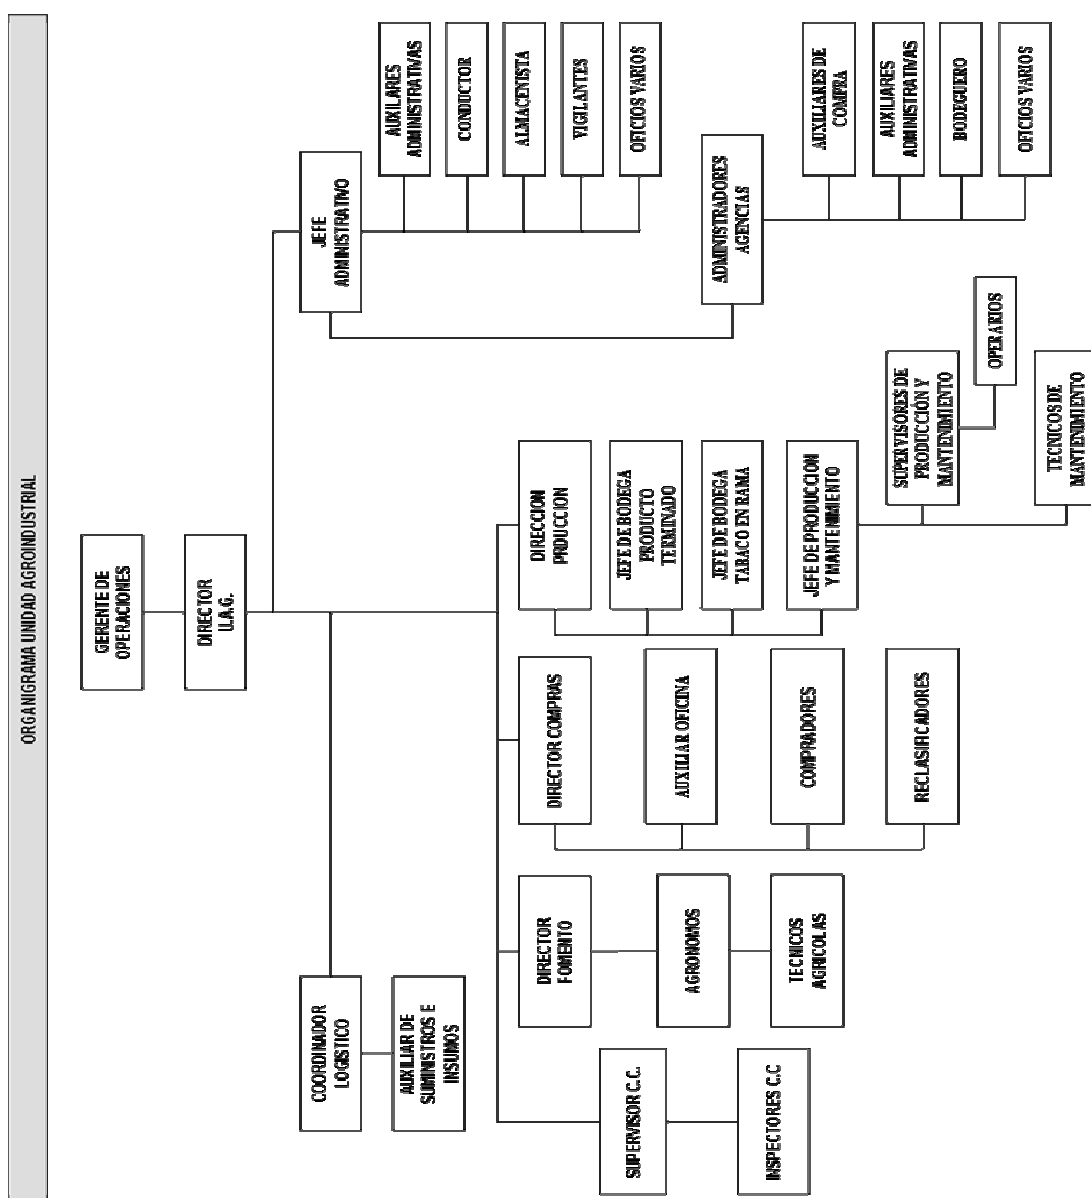 ORGANIGRAMA UNIDAD AGROINDUSTRIAL
GERENTE DE
OPERACIONES
DIRECTOR
U.A.G.
COORDINADOR
LOGISTICO
AUXILIAR DE
SUMINISTROS E
INSUMOS
JEFE
ADMINISTRATIVO
AUXILARES
ADMINISTRATIVAS
CONDUCTOR
ALMACENISTA
VIGILANTES
OFICIOS VARIOS
ADMINISTRADORES
AGENCIAS
AUXILIARES DE
COMPRA
AUXILIARES
ADMINISTRATIVAS
BODEGUERO
OFICIOS VARIOS
SUPERVISOR C.C.
INSPECTORES C.C
DIRECTOR
FOMENTO
AGRONOMOS
TECNICOS
AGRICOLAS
DIRECTOR COMPRAS
AUXILIAR OFICINA
COMPRADORES
RECLASIFICADORES
DIRECCION
PRDUCCION
JEFE DE BODEGA
PRODUCTO
TERMINADO
JEFE DE BODEGA
TABACO EN RAMA
JEFE DE PRODUCCION
Y MANTENIMIENTO
SUPERVISORES DE
PRODUCCIÓN Y
MANTENIMIENTO
OPERARIOS
TECNICOS DE
MANTENIMIENTO